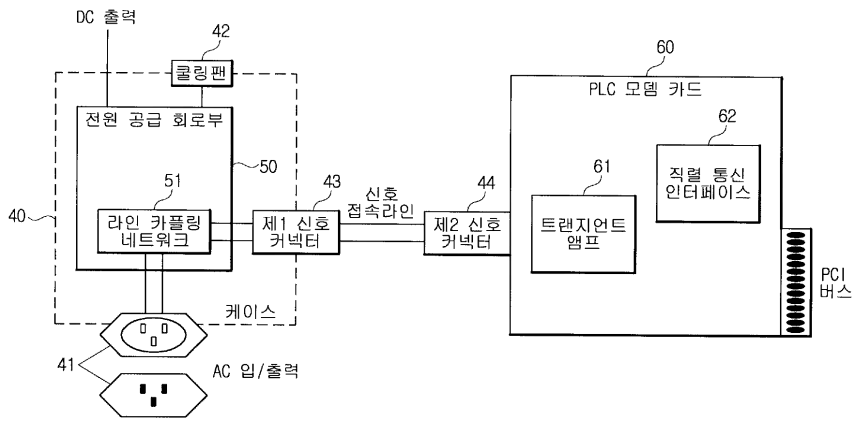 DC 출력
42
쿨링팬
60
PLC 모뎀 카드
전원 공급 회로부
62
50
직렬 통신
인터페이스
51
43
신호
접속라인
44
61
40
라인 카플링
네트워크
제1 신호
커넥터
제2 신호
커넥터
트랜지언트
앰프
PCI
버스
케이스
41
AC 입/출력